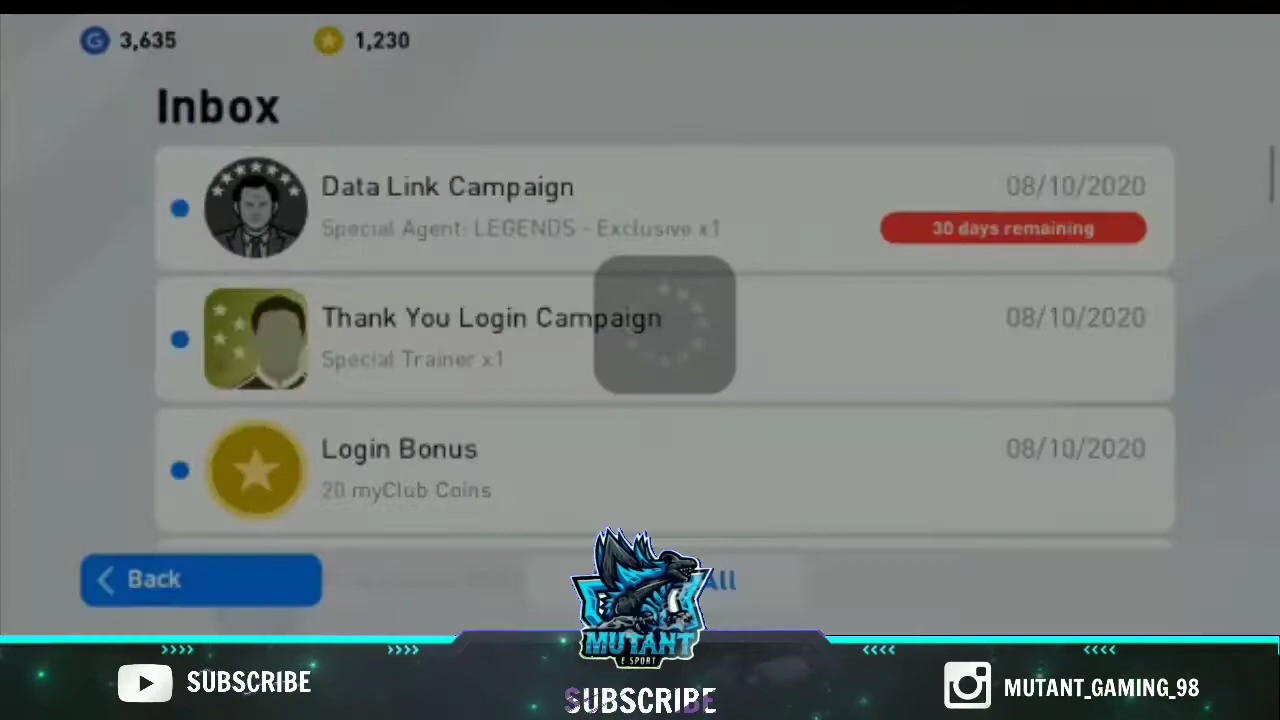 3,635
1,230
Inbox
Data Link Campaign
08/10/2020
Special Agent: LEGENDS - Exclusive x1
30 days remaining
Thank You Login Campaign
08/10/2020
Special Trainer x1
Login Bonus
08/10/2020
20 myClub Coins
Back
All
MUTANT
E-SPORT
SUBSCRIBE
SUBSCRIBE
MUTANT_GAMING_98